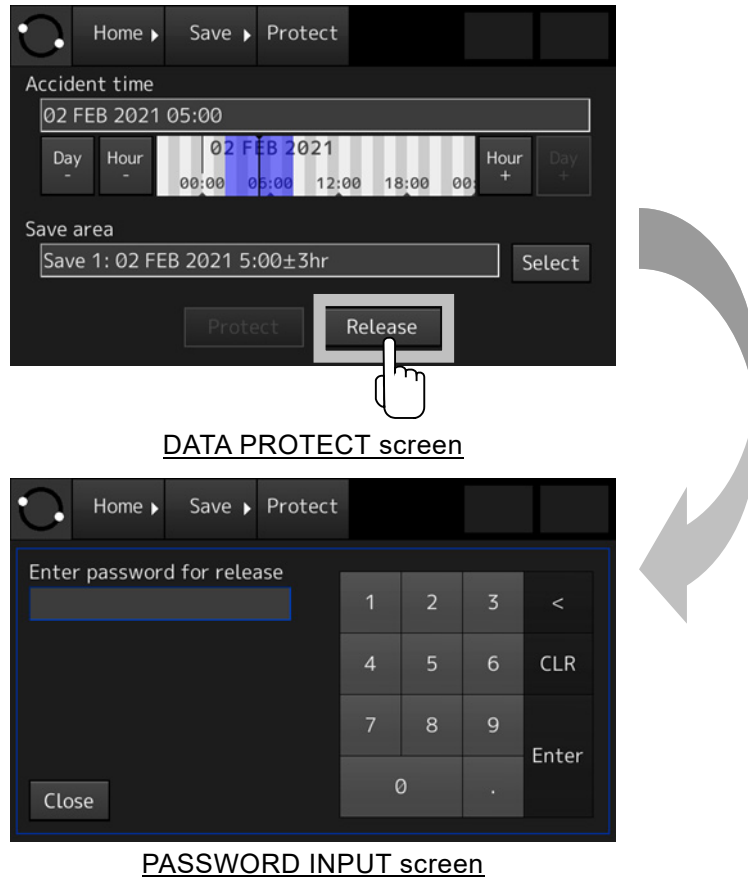 Home Save Protect
Accident time
02 FEB 2021 05:00
Day - Hour - 02 FEB 2021 Hour + Day +
00:00 06:00 12:00 18:00 00:
Save area
Save 1: 02 FEB 2021 5:00±3hr Select
Protect Release
DATA PROTECT screen
Home Save Protect
Enter password for release
1 2 3 <
4 5 6 CLR
7 8 9
Enter
0 .
Close
PASSWORD INPUT screen